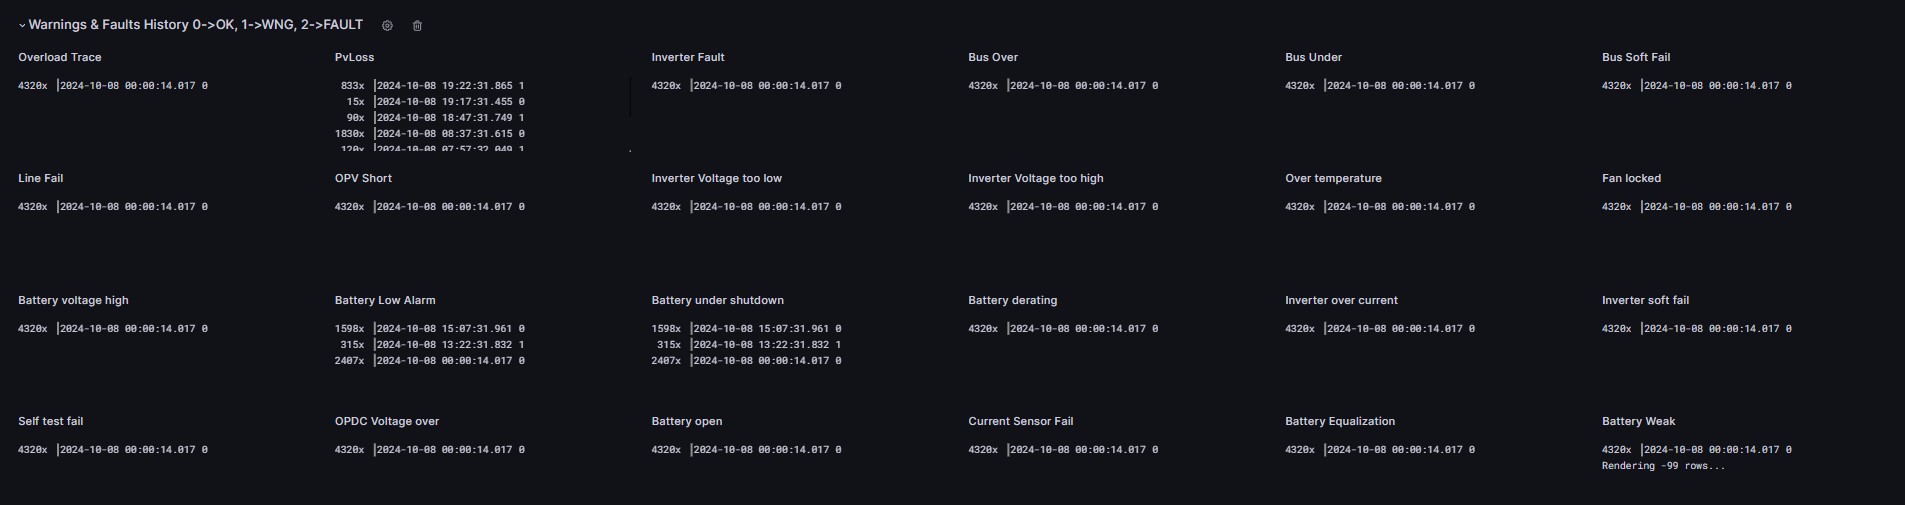 Warnings & Faults History 0->OK, 1->WNG, 2->FAULT
Overload Trace
4320x |2024-10-08 00:00:14.017 0
PvLoss
833x |2024-10-08 19:22:31.865 1
15x |2024-10-08 19:17:31.455 0
90x |2024-10-08 18:47:31.749 1
1830x |2024-10-08 08:37:31.615 0
120x |2024-10-08 07:57:32.049 1
Inverter Fault
4320x |2024-10-08 00:00:14.017 0
Bus Over
4320x |2024-10-08 00:00:14.017 0
Bus Under
4320x |2024-10-08 00:00:14.017 0
Bus Soft Fail
4320x |2024-10-08 00:00:14.017 0
Line Fail
4320x |2024-10-08 00:00:14.017 0
OPV Short
4320x |2024-10-08 00:00:14.017 0
Inverter Voltage too low
4320x |2024-10-08 00:00:14.017 0
Inverter Voltage too high
4320x |2024-10-08 00:00:14.017 0
Over temperature
4320x |2024-10-08 00:00:14.017 0
Fan locked
4320x |2024-10-08 00:00:14.017 0
Battery voltage high
4320x |2024-10-08 00:00:14.017 0
Battery Low Alarm
1598x |2024-10-08 15:07:31.961 0
315x |2024-10-08 13:22:31.832 1
2407x |2024-10-08 00:00:14.017 0
Battery under shutdown
1598x |2024-10-08 15:07:31.961 0
315x |2024-10-08 13:22:31.832 1
2407x |2024-10-08 00:00:14.017 0
Battery derating
4320x |2024-10-08 00:00:14.017 0
Inverter over current
4320x |2024-10-08 00:00:14.017 0
Inverter soft fail
4320x |2024-10-08 00:00:14.017 0
Self test fail
4320x |2024-10-08 00:00:14.017 0
OPDC Voltage over
4320x |2024-10-08 00:00:14.017 0
Battery open
4320x |2024-10-08 00:00:14.017 0
Current Sensor Fail
4320x |2024-10-08 00:00:14.017 0
Battery Equalization
4320x |2024-10-08 00:00:14.017 0
Battery Weak
4320x |2024-10-08 00:00:14.017 0
Rendering -99 rows...